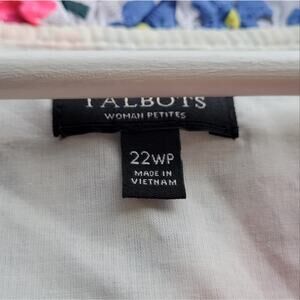 TALBOTS
WOMAN PETITES
22WP
MADE IN
VIETNAM